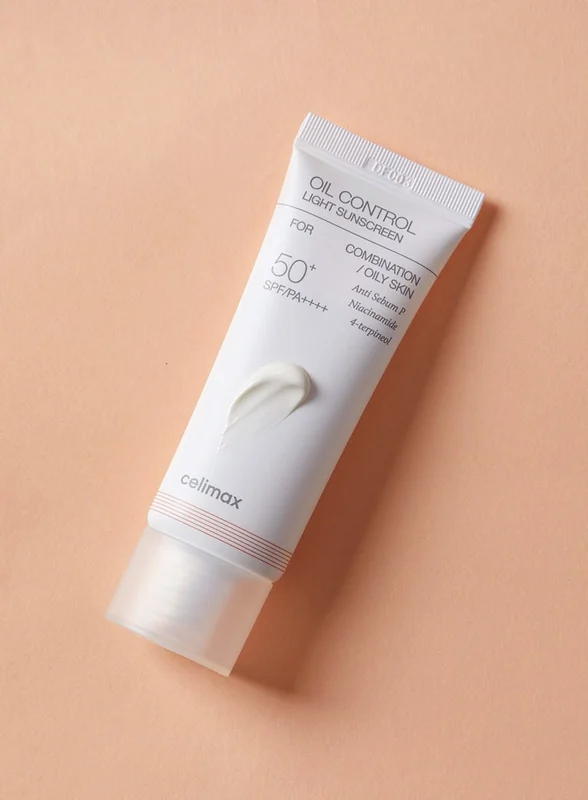 OIL CONTROL
LIGHT SUNSCREEN
FOR
COMBINATION
/ OILY SKIN
50+
SPF/PA++++
Anti Sebum P
Niacinamide
4-terpineol
celimax